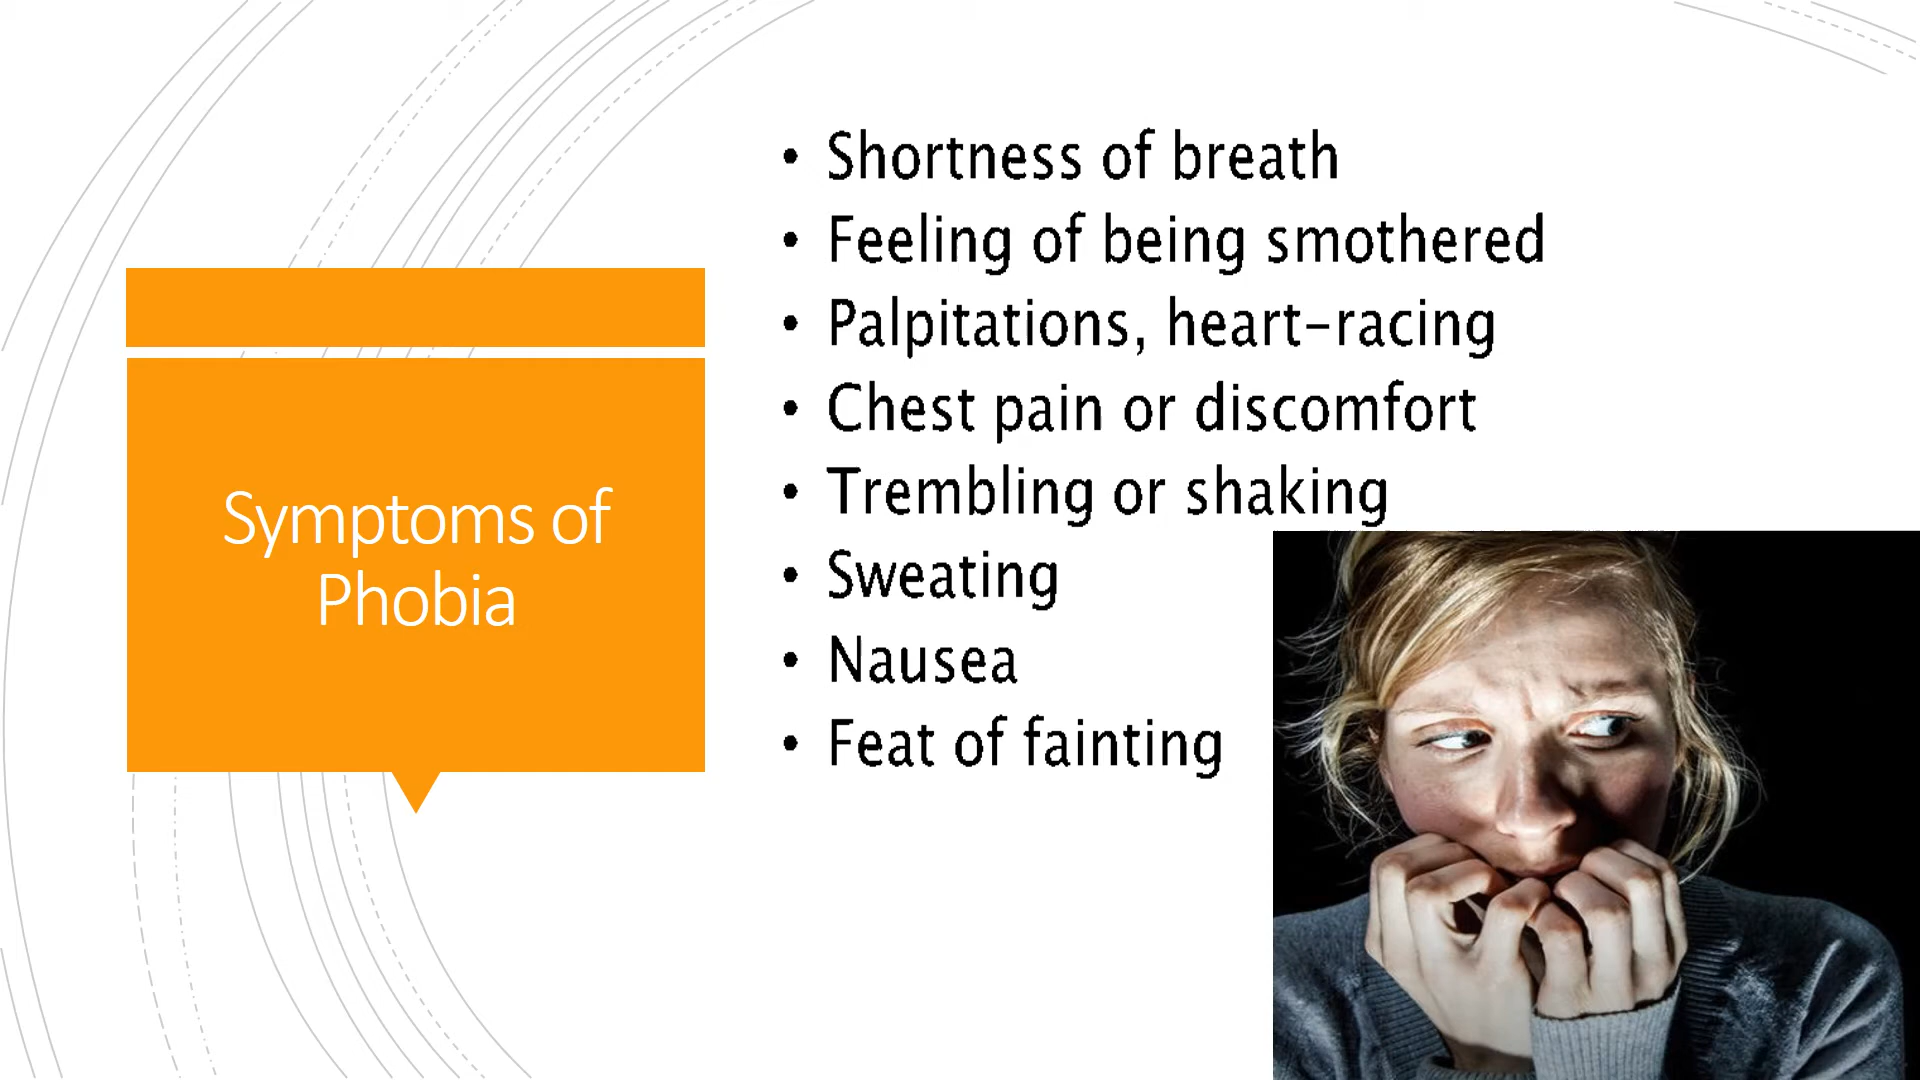 Symptoms of
Phobia
• Shortness of breath
• Feeling of being smothered
• Palpitations, heart-racing
• Chest pain or discomfort
• Trembling or shaking
• Sweating
• Nausea
• Feat of fainting